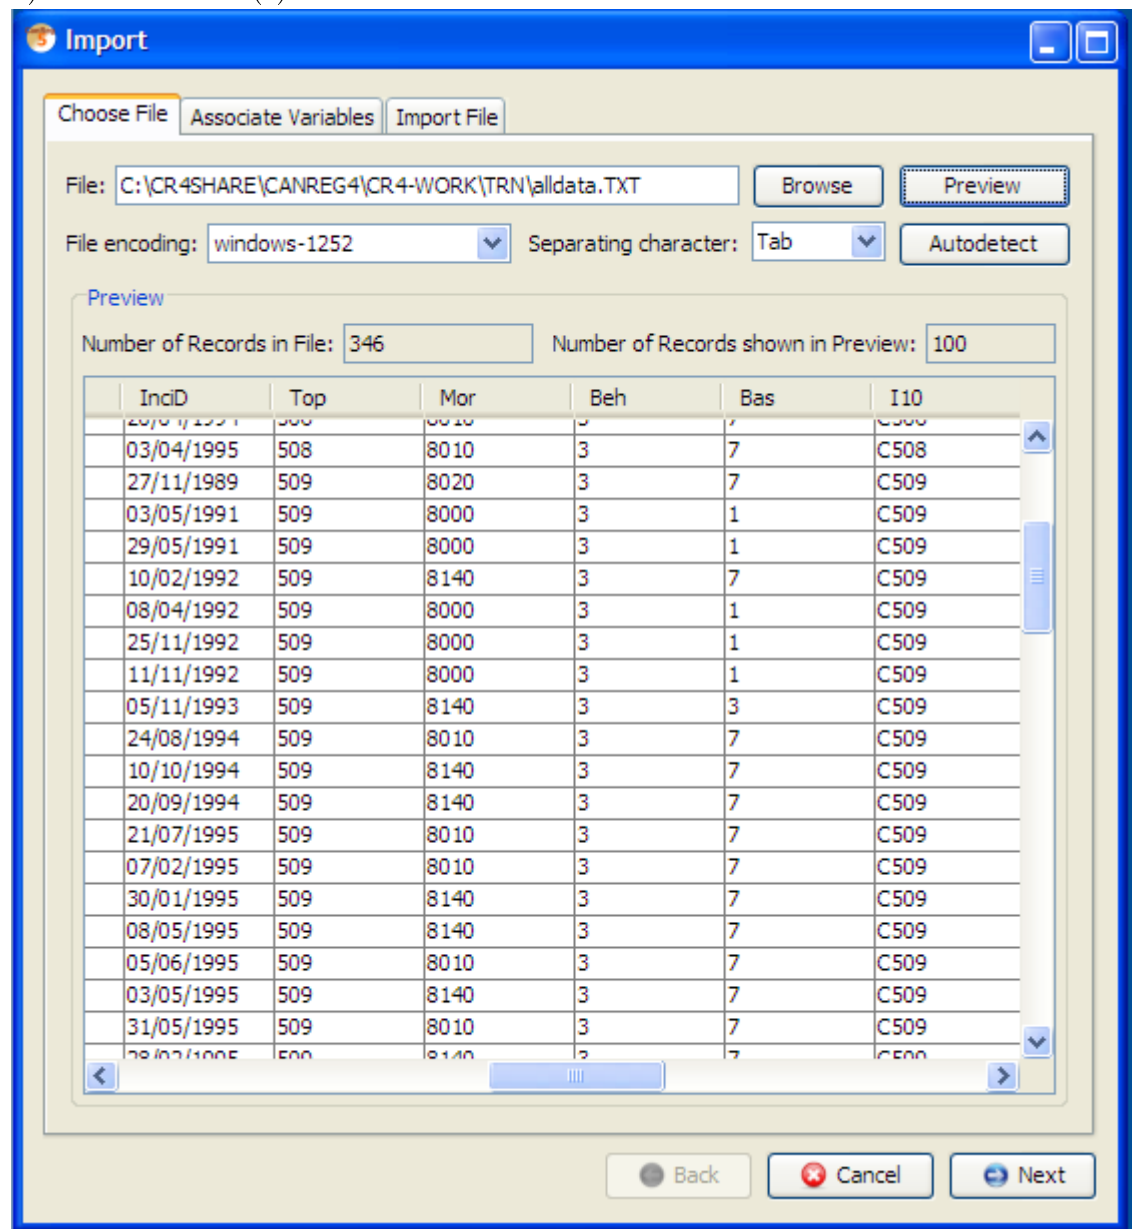 Import
Choose File Associate Variables Import File
File: C:\CR4SHARE\CANREG4\CR4-WORK\TRN\alldata.TXT Browse Preview
File encoding: windows-1252 Separating character: Tab Autodetect
Preview
Number of Records in File: 346 Number of Records shown in Preview: 100
InciD Top Mor Beh Bas I10
03/04/1995 508 8010 3 7 C508
27/11/1989 509 8020 3 7 C509
03/05/1991 509 8000 3 1 C509
29/05/1991 509 8000 3 1 C509
10/02/1992 509 8140 3 7 C509
08/04/1992 509 8000 3 1 C509
25/11/1992 509 8000 3 1 C509
11/11/1992 509 8000 3 1 C509
05/11/1993 509 8140 3 3 C509
24/08/1994 509 8010 3 7 C509
10/10/1994 509 8140 3 7 C509
20/09/1994 509 8140 3 7 C509
21/07/1995 509 8010 3 7 C509
07/02/1995 509 8010 3 7 C509
30/01/1995 509 8140 3 7 C509
08/05/1995 509 8140 3 7 C509
05/06/1995 509 8010 3 7 C509
03/05/1995 509 8140 3 7 C509
31/05/1995 509 8010 3 7 C509
Back Cancel Next